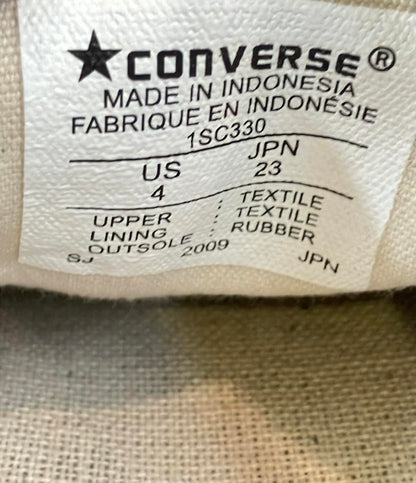 ★CONVERSE®
MADE IN INDONESIA
FABRIQUE EN INDONÉSIE
1SC330
US JPN
4 23
UPPER : TEXTILE
LINING : TEXTILE
OUTSOLE : RUBBER
SJ 2009 JPN